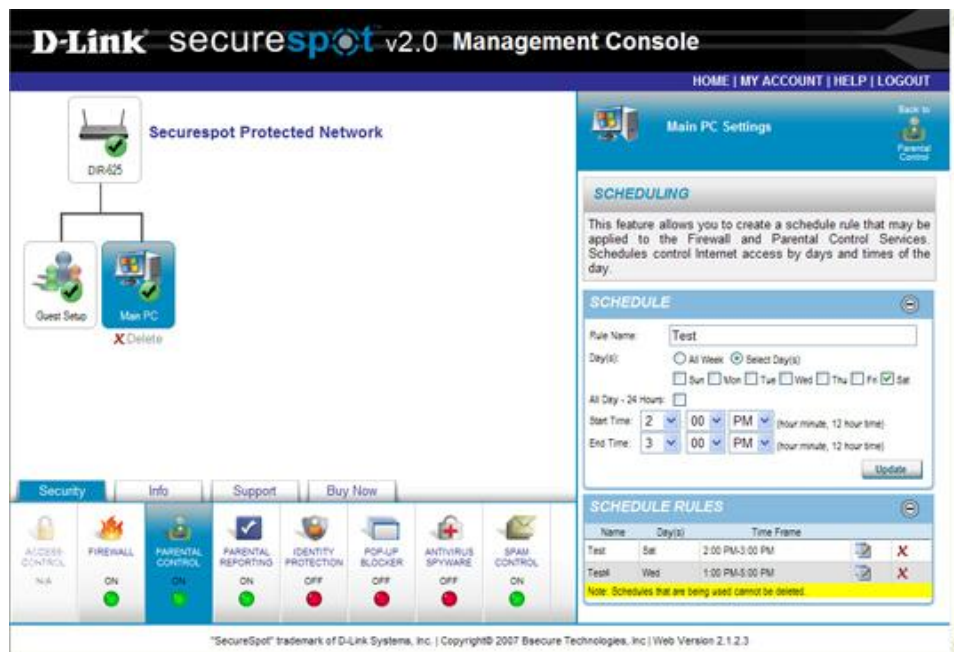 D-Link securespot v2.0 Management Console
HOME | MY ACCOUNT | HELP | LOGOUT
DIR-625
Securespot Protected Network
Guest Setup
Main PC
X Delete
Main PC Settings
Back to
Parental
Control
SCHEDULING
This feature allows you to create a schedule rule that may be
applied to the Firewall and Parental Control Services.
Schedules control Internet access by days and times of the
day.
SCHEDULE
Rule Name: Test
Day(s): All Week Select Day(s)
Sun Mon Tue Wed Thu Fri Sat
All Day - 24 Hours:
Start Time: 2 00 PM (hour:minute, 12 hour time)
End Time: 3 00 PM (hour:minute, 12 hour time)
Update
SCHEDULE RULES
Name Day(s) Time Frame
Test Sat 2:00 PM-3:00 PM
Test4 Wed 1:00 PM-5:00 PM
Note: Schedules that are being used cannot be deleted.
Security Info Support Buy Now
ACCESS CONTROL
N/A
FIREWALL
ON
PARENTAL CONTROL
ON
PARENTAL REPORTING
ON
IDENTITY PROTECTION
OFF
POP-UP BLOCKER
OFF
ANTIVIRUS SPYWARE
OFF
SPAM CONTROL
ON
"SecureSpot" trademark of D-Link Systems, Inc. | Copyright© 2007 Bsecure Technologies, Inc | Web Version 2.1.2.3